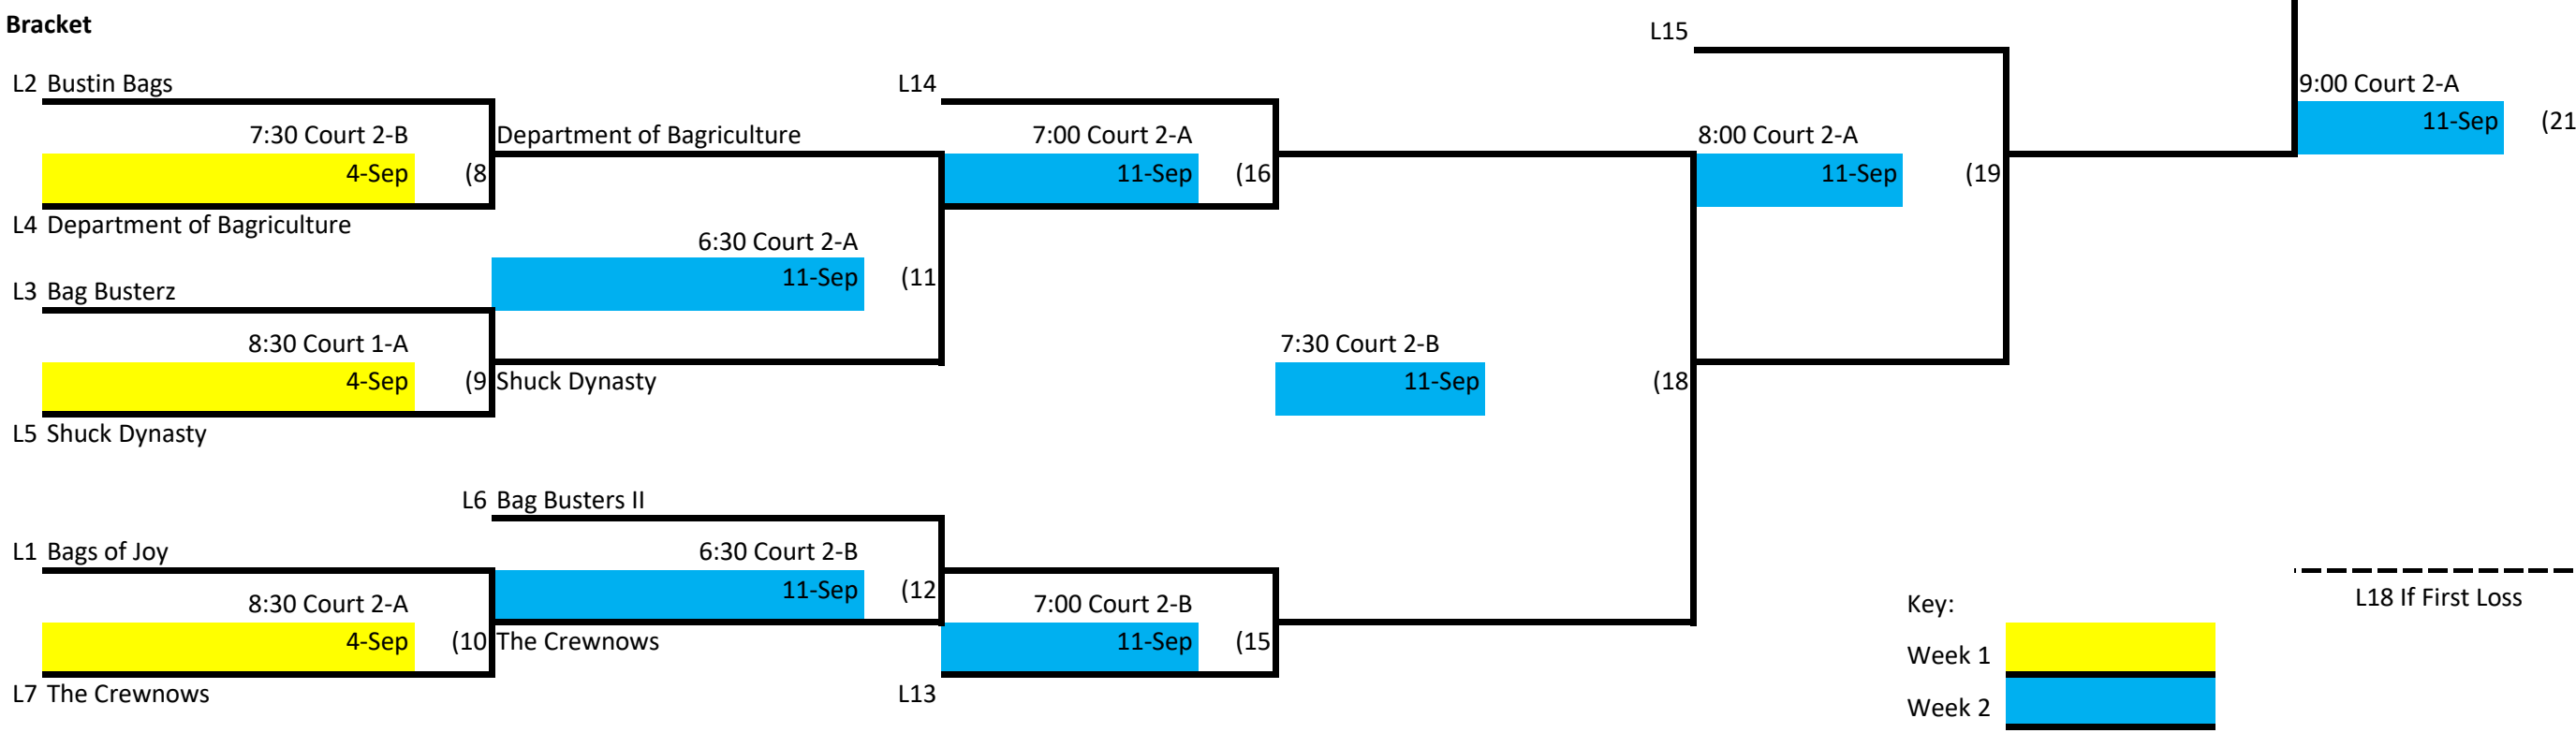 Bracket
L15
L2 Bustin Bags
L14
9:00 Court 2-A
7:30 Court 2-B
Department of Bagriculture
7:00 Court 2-A
8:00 Court 2-A
11-Sep (21
4-Sep (8
11-Sep (16
11-Sep (19
L4 Department of Bagriculture
6:30 Court 2-A
11-Sep (11
L3 Bag Busterz
8:30 Court 1-A
7:30 Court 2-B
4-Sep (9
Shuck Dynasty
11-Sep (18
L5 Shuck Dynasty
L6 Bag Busters II
L1 Bags of Joy
6:30 Court 2-B
11-Sep (12
8:30 Court 2-A
7:00 Court 2-B
Key:
L18 If First Loss
4-Sep (10
The Crewnows
11-Sep (15
Week 1
L7 The Crewnows
L13
Week 2